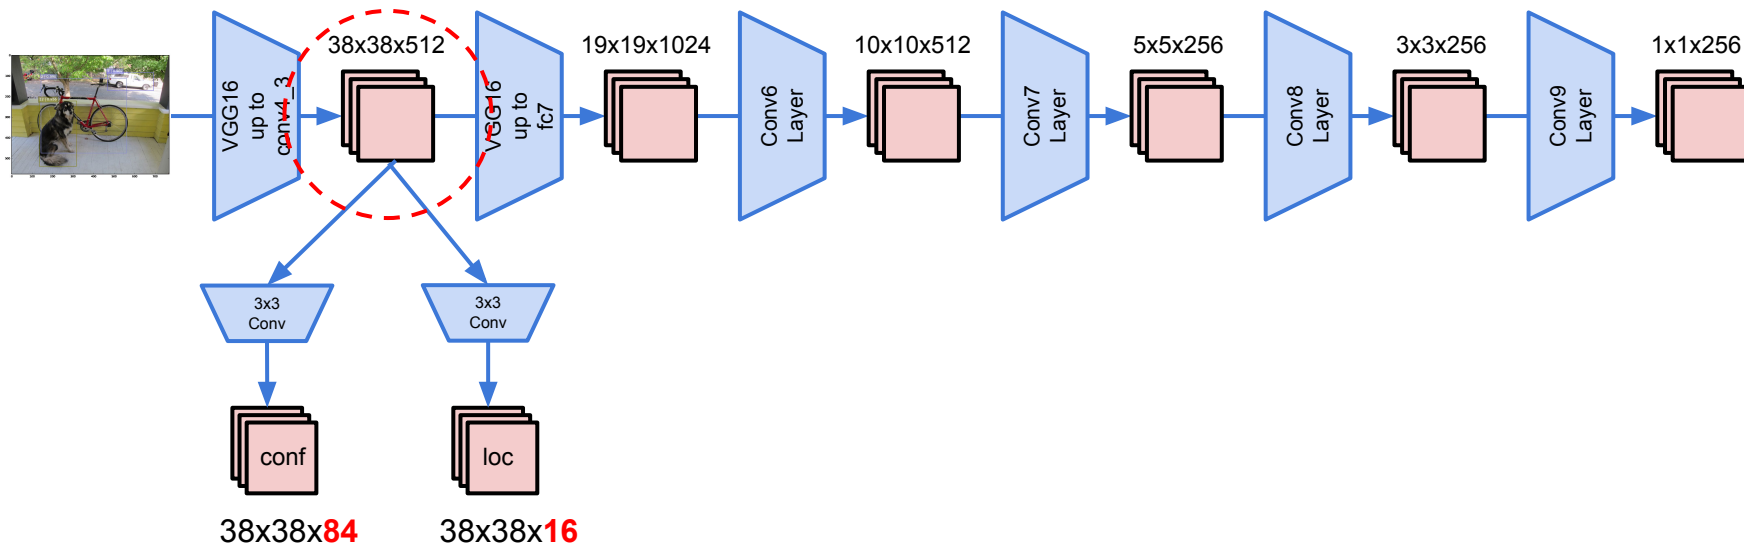 38x38x512
19x19x1024
10x10x512
5x5x256
3x3x256
1x1x256
VGG16
up to
conv4_3
VGG16
up to
fc7
Conv6
Layer
Conv7
Layer
Conv8
Layer
Conv9
Layer
3x3
Conv
3x3
Conv
conf
loc
38x38x84
38x38x16